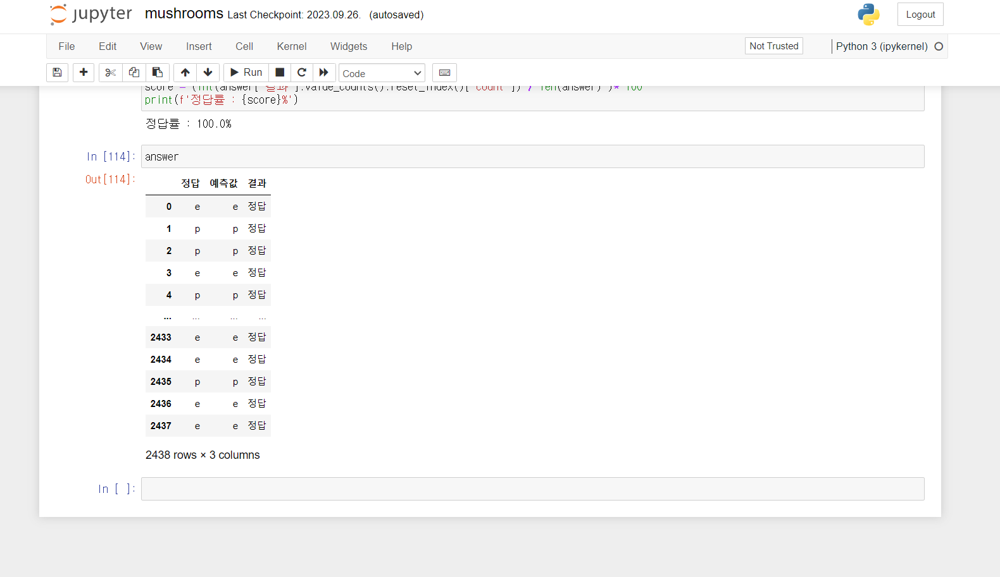 jupyter mushrooms Last Checkpoint: 2023.09.26. (autosaved) Logout
File Edit View Insert Cell Kernel Widgets Help Not Trusted Python 3 (ipykernel)
Run Code
score = (int(answer['결과'].value_counts().reset_index()['count']) / len(answer) )* 100
print(f'정답률 : {score}%')
정답률 : 100.0%
In [114]: answer
Out[114]:
정답 예측값 결과
0 e e 정답
1 p p 정답
2 p p 정답
3 e e 정답
4 p p 정답
... ... ... ...
2433 e e 정답
2434 e e 정답
2435 p p 정답
2436 e e 정답
2437 e e 정답
2438 rows × 3 columns
In [ ]: